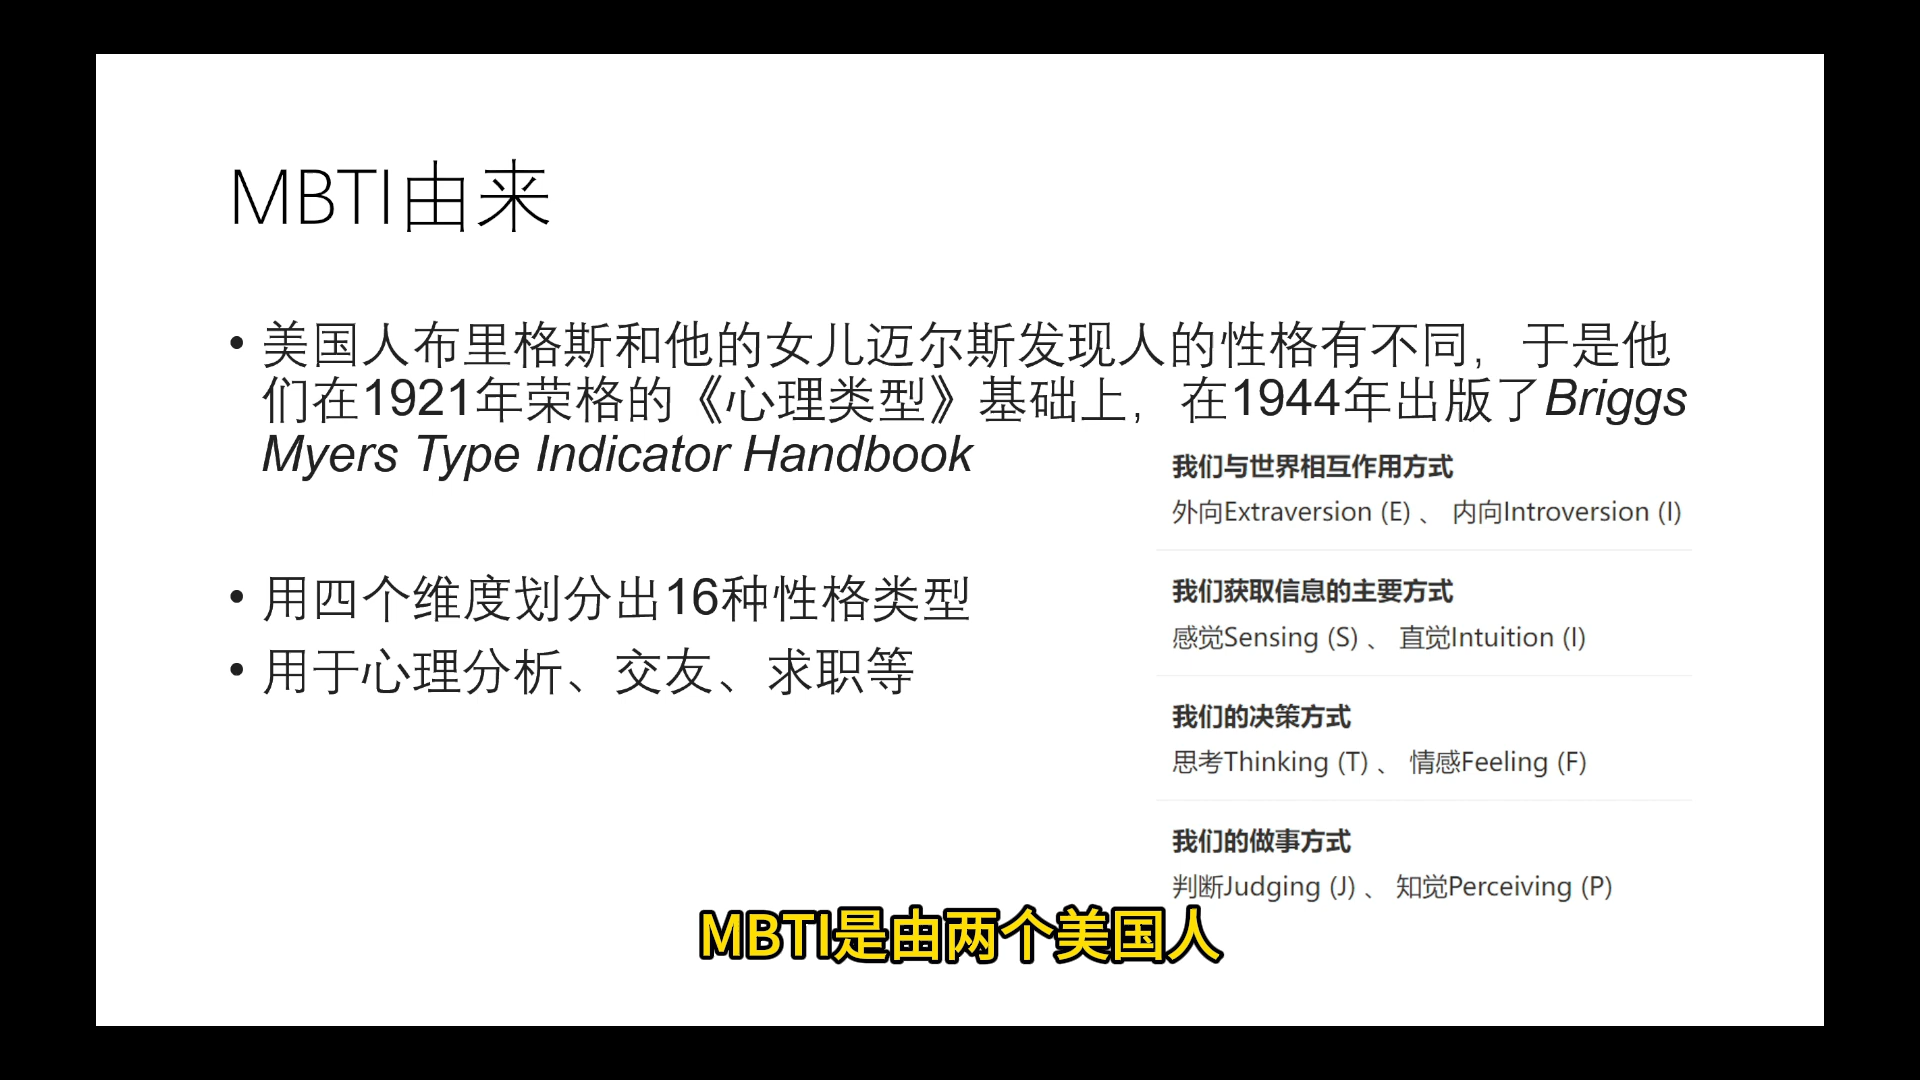 MBTI由来
• 美国人布里格斯和他的女儿迈尔斯发现人的性格有不同，于是他
们在1921年荣格的《心理类型》基础上，在1944年出版了Briggs
Myers Type Indicator Handbook
• 用四个维度划分出16种性格类型
• 用于心理分析、交友、求职等
我们与世界相互作用方式
外向Extraversion (E) 、 内向Introversion (I)
我们获取信息的主要方式
感觉Sensing (S) 、 直觉Intuition (I)
我们的决策方式
思考Thinking (T) 、 情感Feeling (F)
我们的做事方式
判断Judging (J) 、 知觉Perceiving (P)
MBTI是由两个美国人